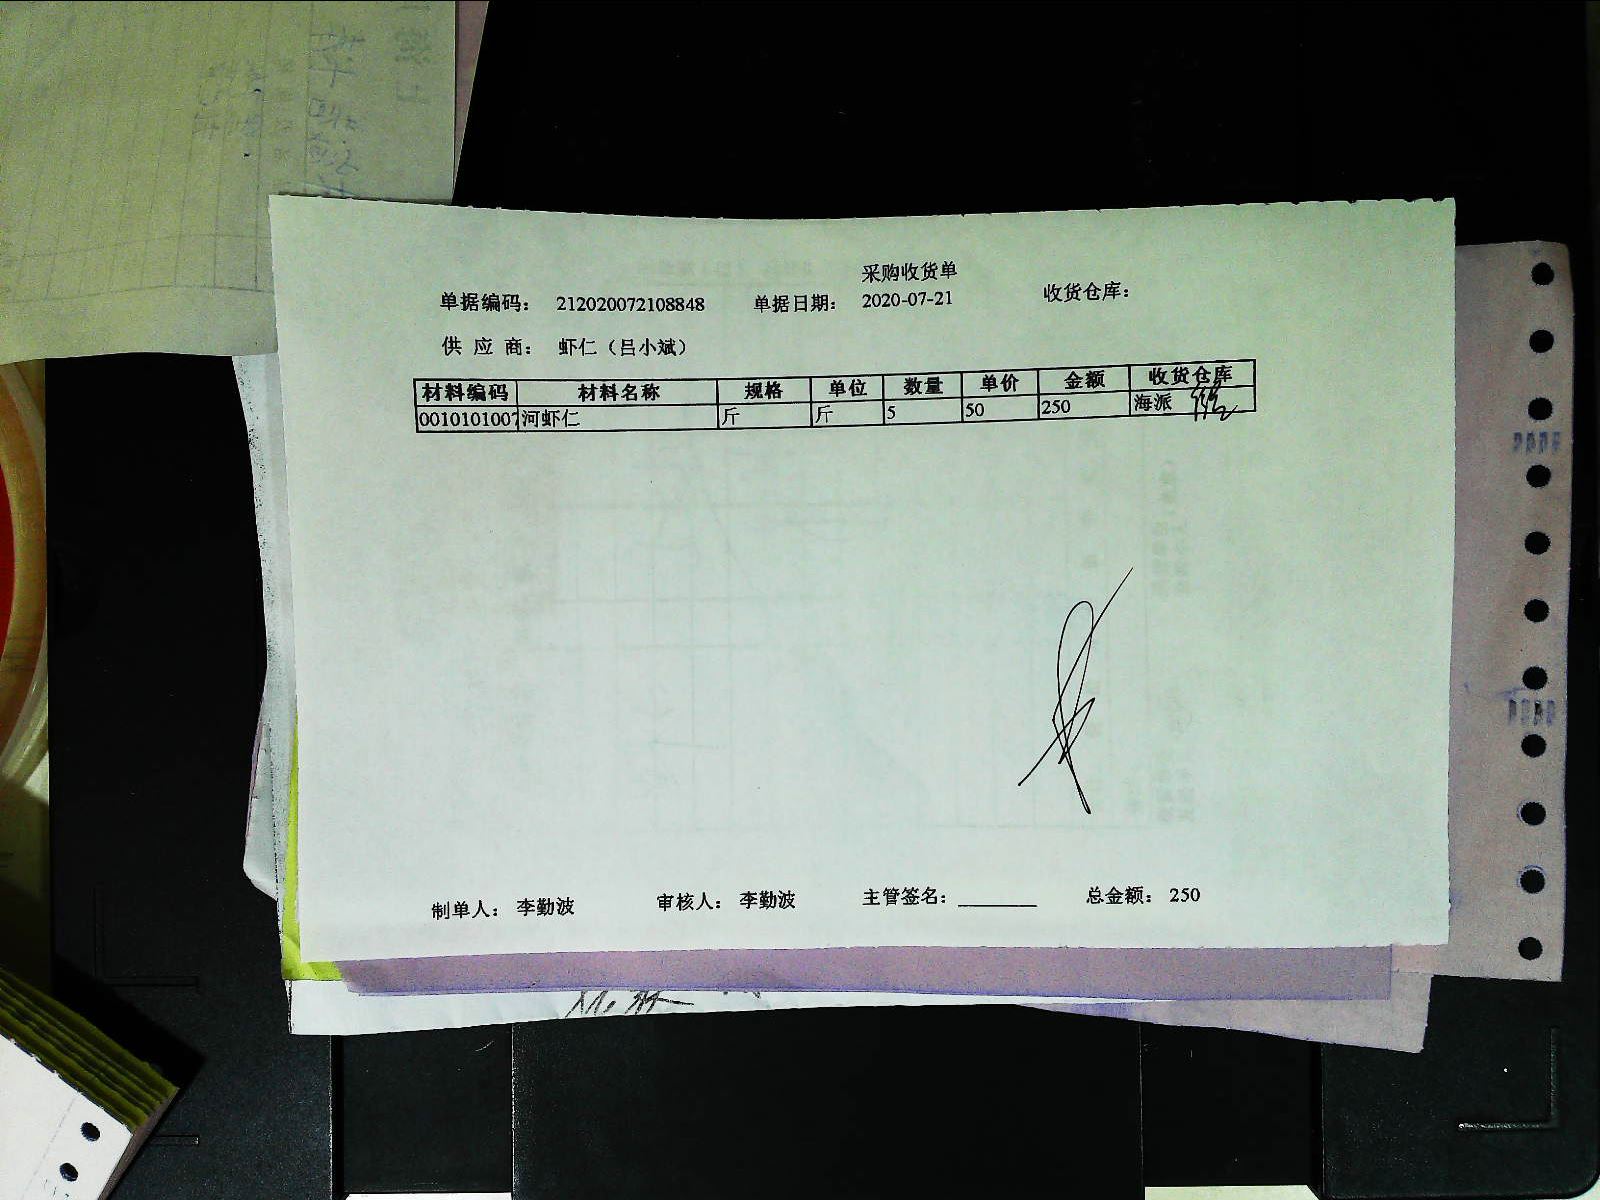 采购收货单
单据编码： 212020072108848 单据日期： 2020-07-21 收货仓库：
供 应 商： 虾仁（吕小斌）
材料编码 材料名称 规格 单位 数量 单价 金额 收货仓库
0010101007 河虾仁 斤 斤 5 50 250 海派
制单人： 李勤波 审核人： 李勤波 主管签名：________ 总金额： 250